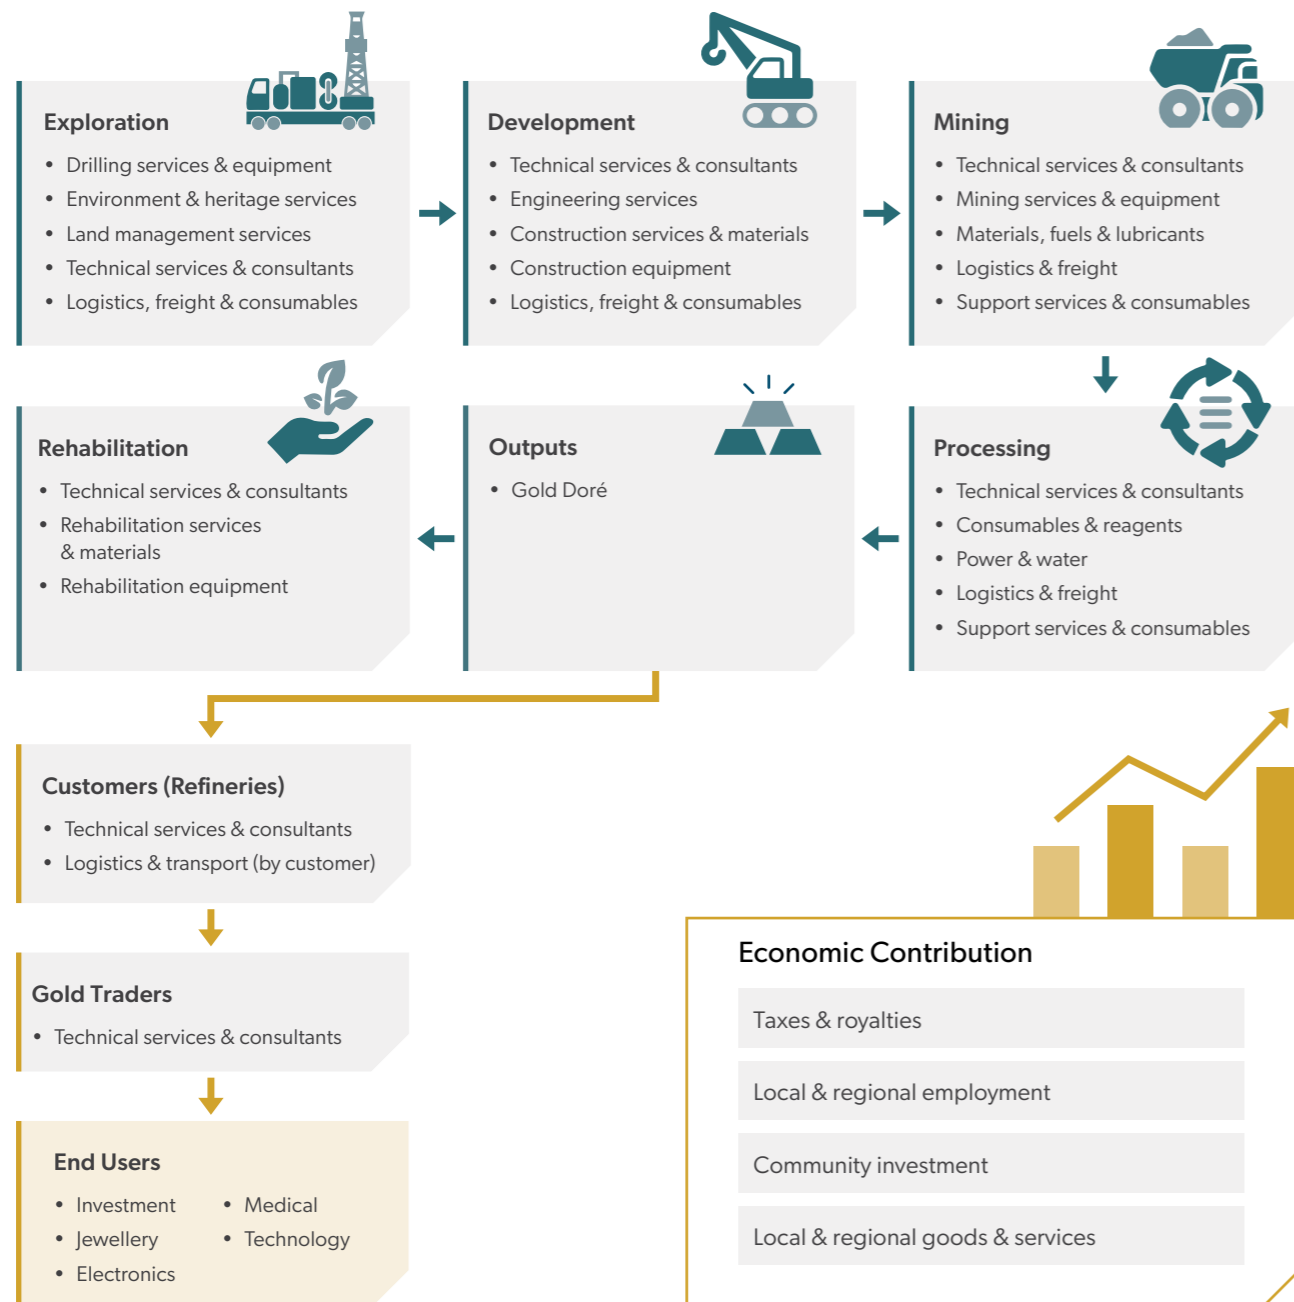 Exploration
• Drilling services & equipment
• Environment & heritage services
• Land management services
• Technical services & consultants
• Logistics, freight & consumables
Development
• Technical services & consultants
• Engineering services
• Construction services & materials
• Construction equipment
• Logistics, freight & consumables
Mining
• Technical services & consultants
• Mining services & equipment
• Materials, fuels & lubricants
• Logistics & freight
• Support services & consumables
Processing
• Technical services & consultants
• Consumables & reagents
• Power & water
• Logistics & freight
• Support services & consumables
Outputs
• Gold Doré
Rehabilitation
• Technical services & consultants
• Rehabilitation services
& materials
• Rehabilitation equipment
Customers (Refineries)
• Technical services & consultants
• Logistics & transport (by customer)
Gold Traders
• Technical services & consultants
End Users
• Investment
• Jewellery
• Electronics
• Medical
• Technology
Economic Contribution
Taxes & royalties
Local & regional employment
Community investment
Local & regional goods & services